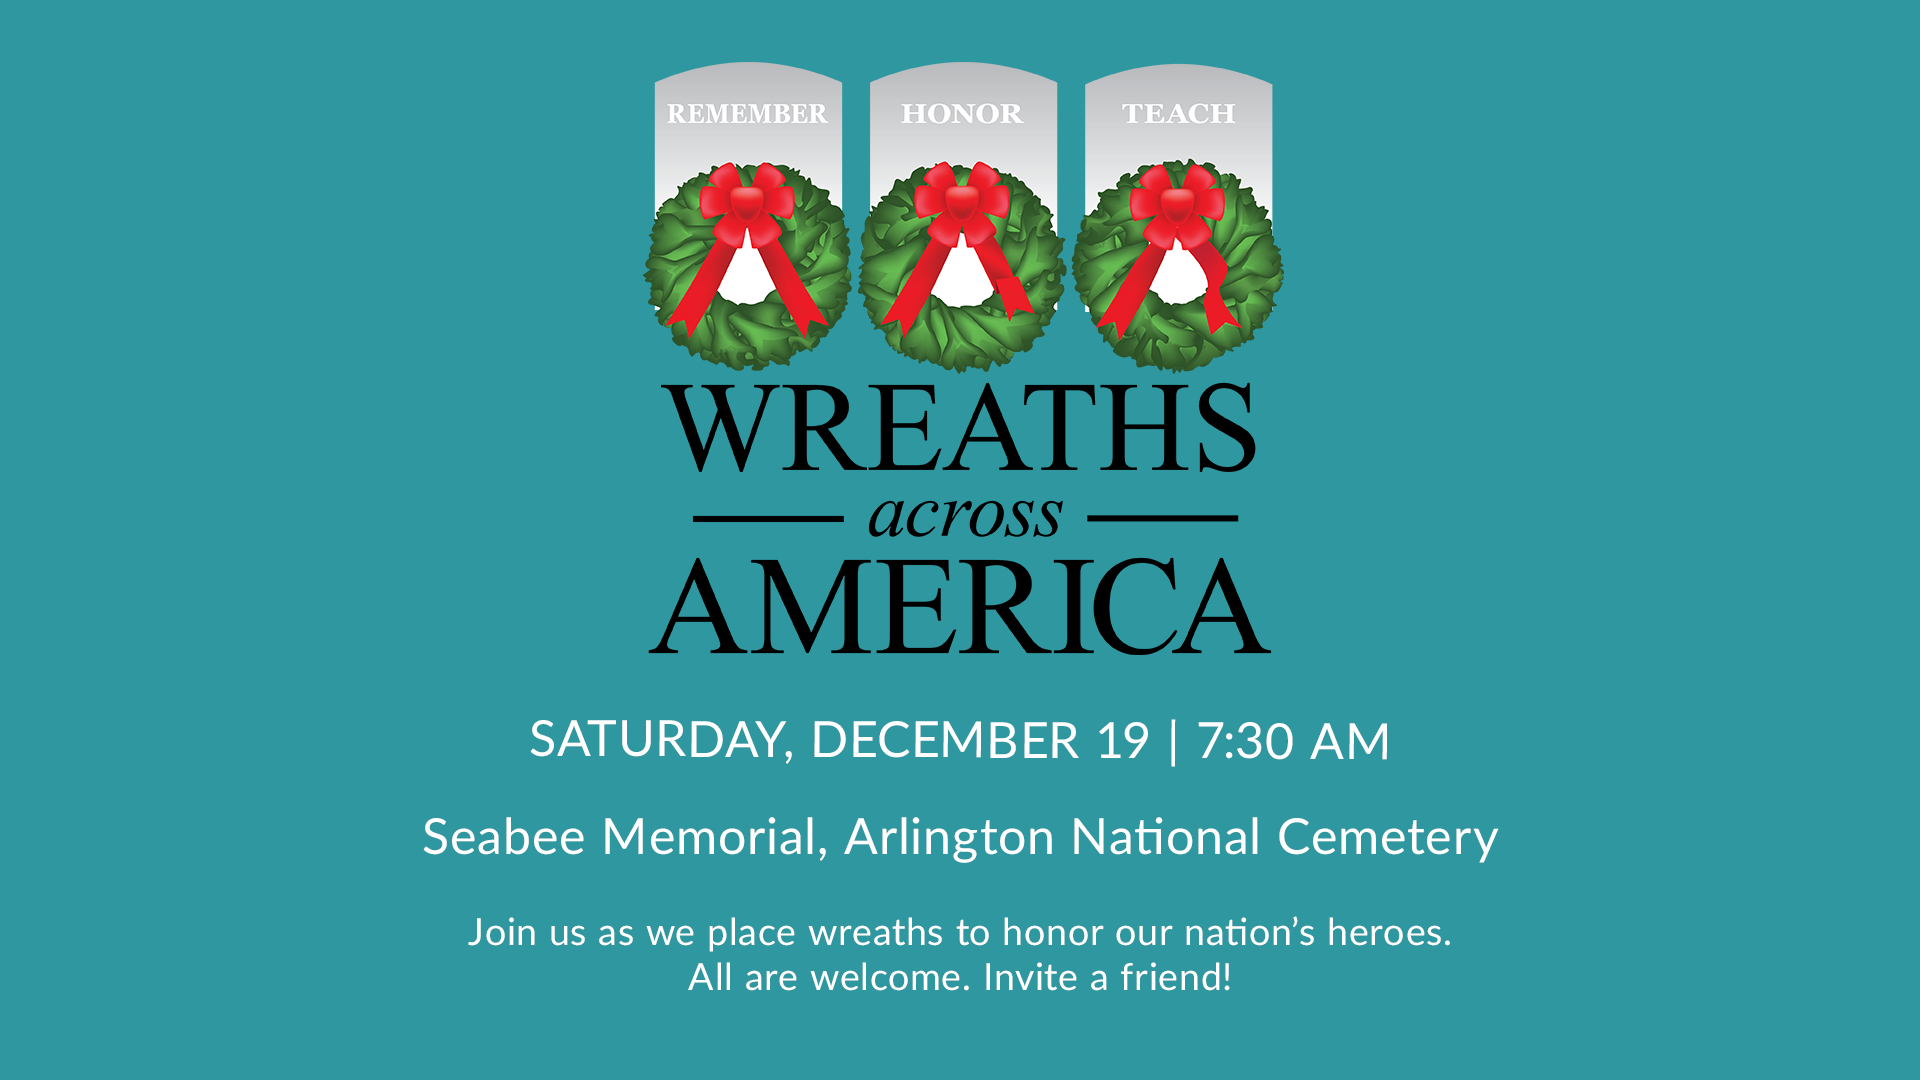 REMEMBER HONOR TEACH
WREATHS
across
AMERICA
SATURDAY, DECEMBER 19 | 7:30 AM
Seabee Memorial, Arlington National Cemetery
Join us as we place wreaths to honor our nation’s heroes.
All are welcome. Invite a friend!